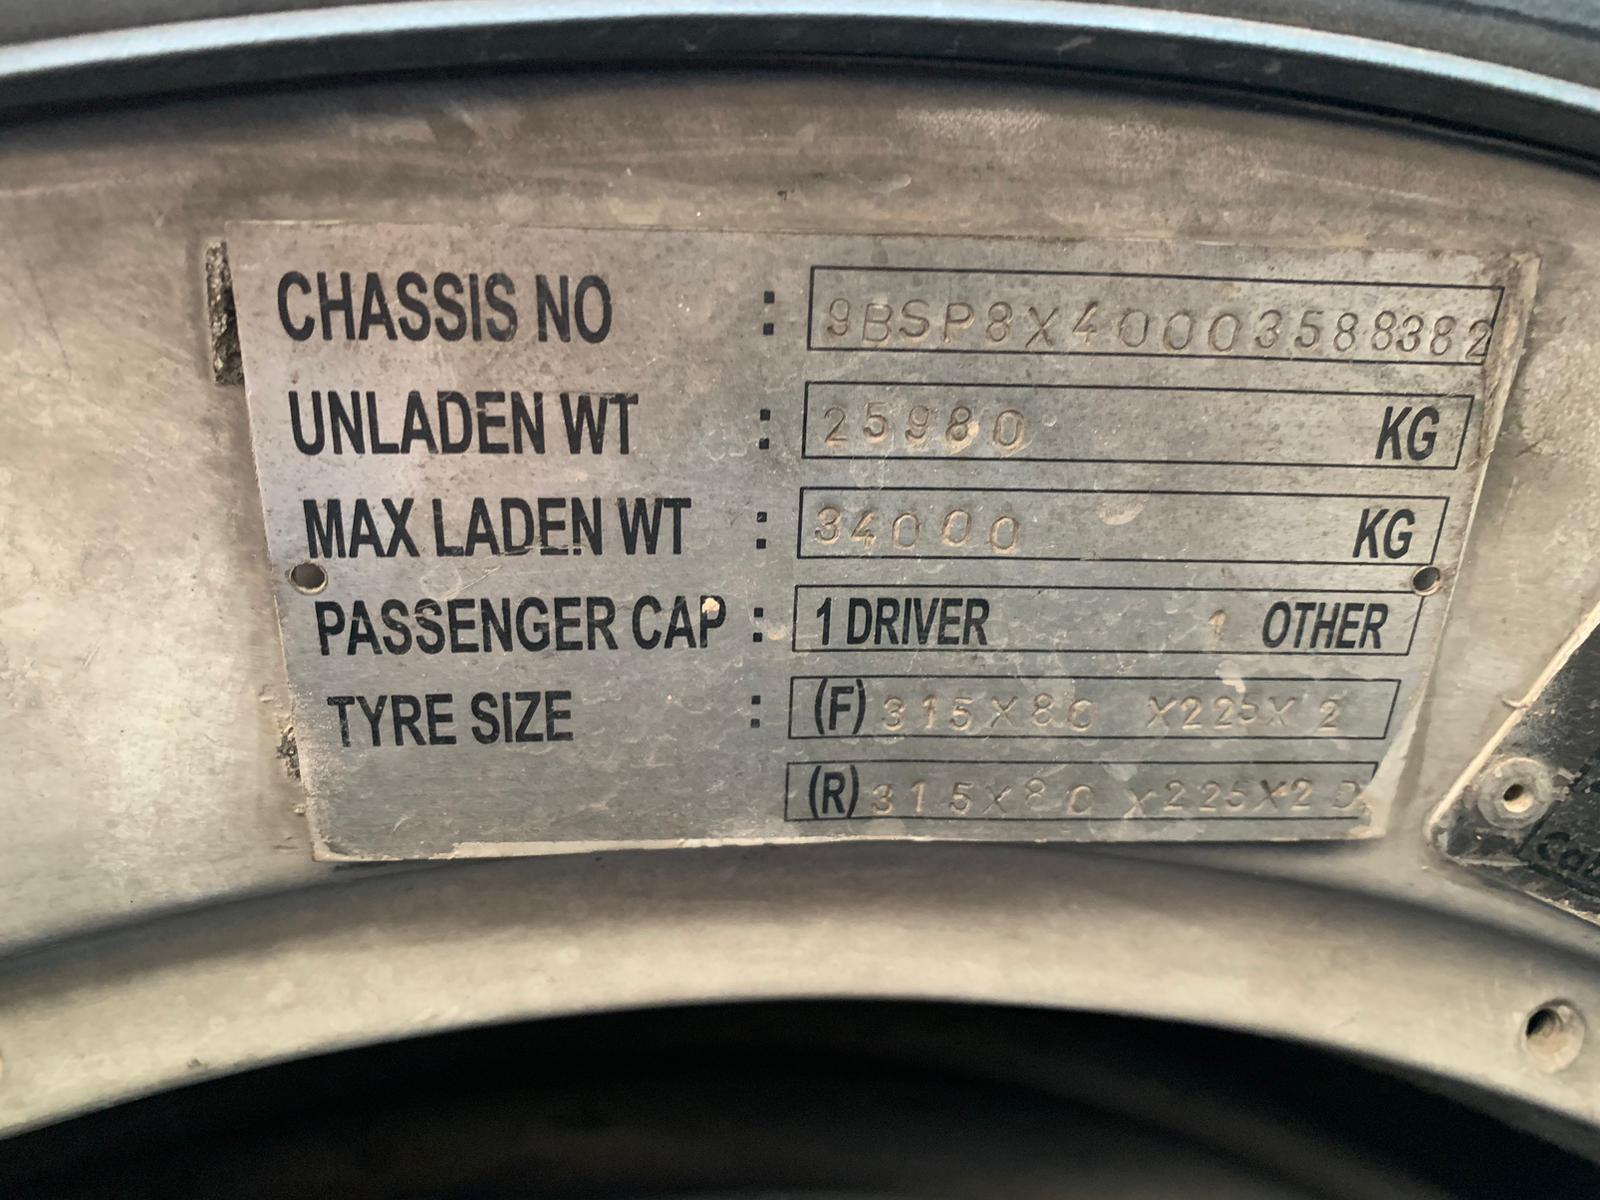 CHASSIS NO : 9BSP8X40003588382
UNLADEN WT : 25980 KG
MAX LADEN WT : 34000 KG
PASSENGER CAP : 1 DRIVER 1 OTHER
TYRE SIZE : (F) 315X80 X225X 2
(R) 315X80 X225X2 D